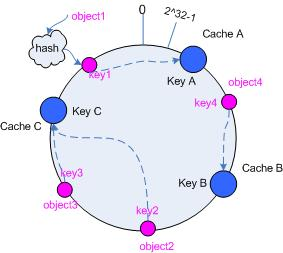 object1
0
2^32-1
hash
Cache A
key1
Key A
object4
key4
Key C
Cache C
Cache B
key3
Key B
object3
key2
object2